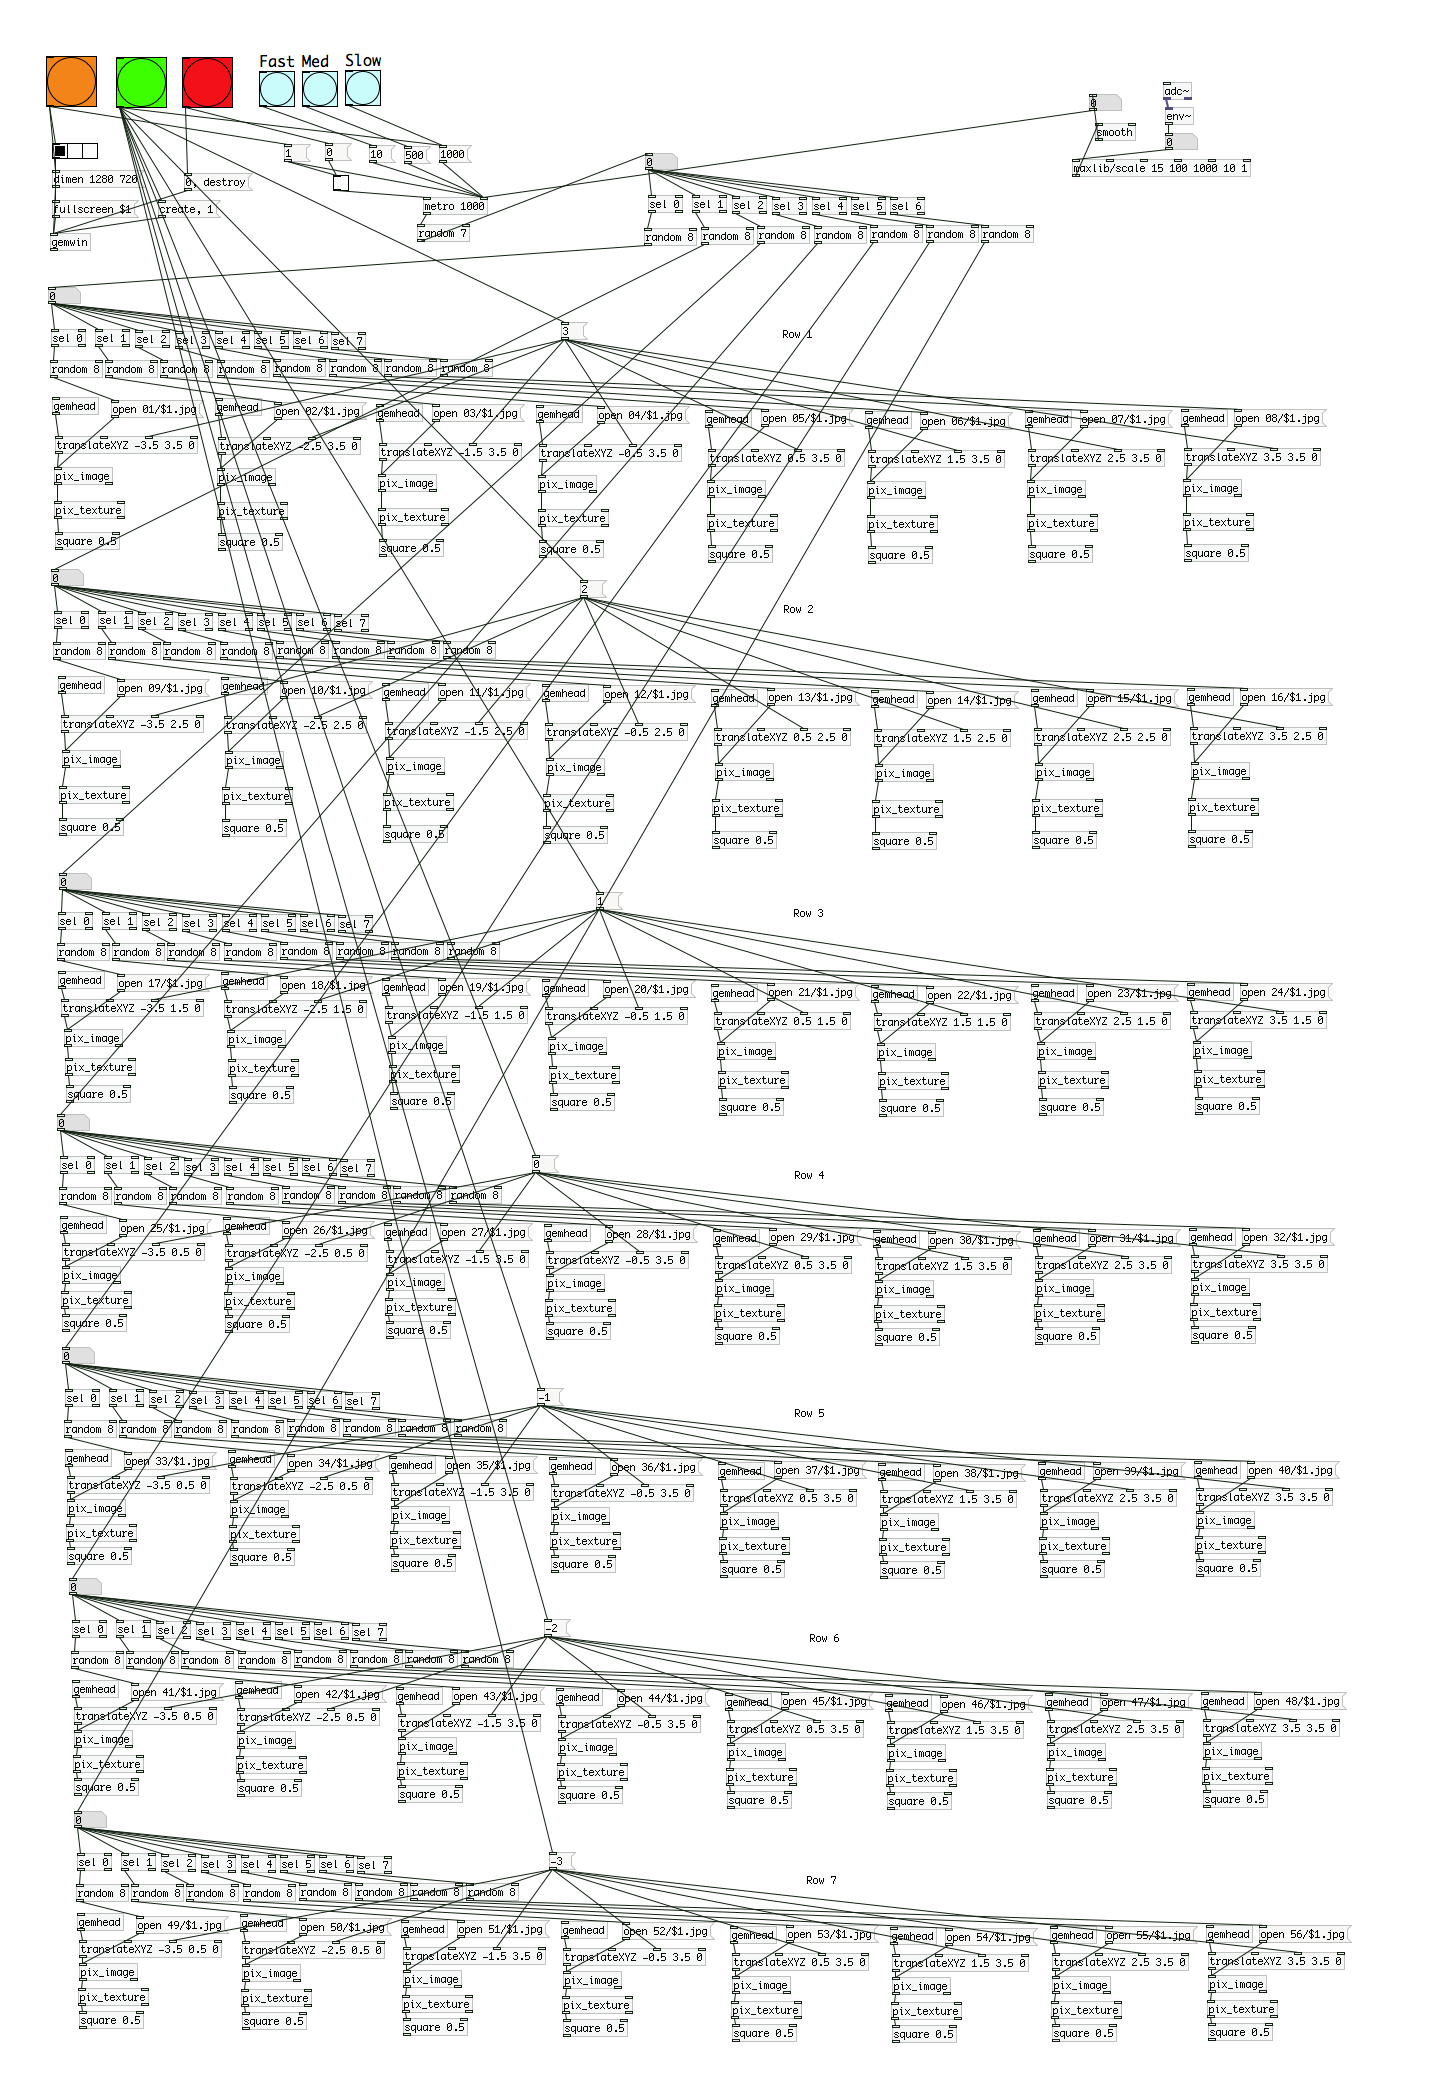 Fast Med Slow
adc~
0
env~
smooth
0
1 0 10 500 1000
0
maxlib/scale 15 100 1000 10 1
dimen 1280 720
0, destroy
fullscreen $1
create, 1
metro 1000
sel 0 sel 1 sel 2 sel 3 sel 4 sel 5 sel 6
gemwin
random 7
random 8 random 8 random 8 random 8 random 8 random 8 random 8
0
3
Row 1
sel 0 sel 1 sel 2 sel 3 sel 4 sel 5 sel 6 sel 7
random 8 random 8 random 8 random 8 random 8 random 8 random 8 random 8
gemhead open 01/$1.jpg gemhead open 02/$1.jpg gemhead open 03/$1.jpg gemhead open 04/$1.jpg gemhead open 05/$1.jpg gemhead open 06/$1.jpg gemhead open 07/$1.jpg gemhead open 08/$1.jpg
translateXYZ -3.5 3.5 0 translateXYZ -2.5 3.5 0 translateXYZ -1.5 3.5 0 translateXYZ -0.5 3.5 0 translateXYZ 0.5 3.5 0 translateXYZ 1.5 3.5 0 translateXYZ 2.5 3.5 0 translateXYZ 3.5 3.5 0
pix_image pix_image pix_image pix_image pix_image pix_image pix_image pix_image
pix_texture pix_texture pix_texture pix_texture pix_texture pix_texture pix_texture pix_texture
square 0.5 square 0.5 square 0.5 square 0.5 square 0.5 square 0.5 square 0.5 square 0.5
0
2
Row 2
sel 0 sel 1 sel 2 sel 3 sel 4 sel 5 sel 6 sel 7
random 8 random 8 random 8 random 8 random 8 random 8 random 8 random 8
gemhead open 09/$1.jpg gemhead open 10/$1.jpg gemhead open 11/$1.jpg gemhead open 12/$1.jpg gemhead open 13/$1.jpg gemhead open 14/$1.jpg gemhead open 15/$1.jpg gemhead open 16/$1.jpg
translateXYZ -3.5 2.5 0 translateXYZ -2.5 2.5 0 translateXYZ -1.5 2.5 0 translateXYZ -0.5 2.5 0 translateXYZ 0.5 2.5 0 translateXYZ 1.5 2.5 0 translateXYZ 2.5 2.5 0 translateXYZ 3.5 2.5 0
pix_image pix_image pix_image pix_image pix_image pix_image pix_image pix_image
pix_texture pix_texture pix_texture pix_texture pix_texture pix_texture pix_texture pix_texture
square 0.5 square 0.5 square 0.5 square 0.5 square 0.5 square 0.5 square 0.5 square 0.5
0
1
Row 3
sel 0 sel 1 sel 2 sel 3 sel 4 sel 5 sel 6 sel 7
random 8 random 8 random 8 random 8 random 8 random 8 random 8 random 8
gemhead open 17/$1.jpg gemhead open 18/$1.jpg gemhead open 19/$1.jpg gemhead open 20/$1.jpg gemhead open 21/$1.jpg gemhead open 22/$1.jpg gemhead open 23/$1.jpg gemhead open 24/$1.jpg
translateXYZ -3.5 1.5 0 translateXYZ -2.5 1.5 0 translateXYZ -1.5 1.5 0 translateXYZ -0.5 1.5 0 translateXYZ 0.5 1.5 0 translateXYZ 1.5 1.5 0 translateXYZ 2.5 1.5 0 translateXYZ 3.5 1.5 0
pix_image pix_image pix_image pix_image pix_image pix_image pix_image pix_image
pix_texture pix_texture pix_texture pix_texture pix_texture pix_texture pix_texture pix_texture
square 0.5 square 0.5 square 0.5 square 0.5 square 0.5 square 0.5 square 0.5 square 0.5
0
0
Row 4
sel 0 sel 1 sel 2 sel 3 sel 4 sel 5 sel 6 sel 7
random 8 random 8 random 8 random 8 random 8 random 8 random 8 random 8
gemhead open 25/$1.jpg gemhead open 26/$1.jpg gemhead open 27/$1.jpg gemhead open 28/$1.jpg gemhead open 29/$1.jpg gemhead open 30/$1.jpg gemhead open 31/$1.jpg gemhead open 32/$1.jpg
translateXYZ -3.5 0.5 0 translateXYZ -2.5 0.5 0 translateXYZ -1.5 3.5 0 translateXYZ -0.5 3.5 0 translateXYZ 0.5 3.5 0 translateXYZ 1.5 3.5 0 translateXYZ 2.5 3.5 0 translateXYZ 3.5 3.5 0
pix_image pix_image pix_image pix_image pix_image pix_image pix_image pix_image
pix_texture pix_texture pix_texture pix_texture pix_texture pix_texture pix_texture pix_texture
square 0.5 square 0.5 square 0.5 square 0.5 square 0.5 square 0.5 square 0.5 square 0.5
0
-1
Row 5
sel 0 sel 1 sel 2 sel 3 sel 4 sel 5 sel 6 sel 7
random 8 random 8 random 8 random 8 random 8 random 8 random 8 random 8
gemhead open 33/$1.jpg gemhead open 34/$1.jpg gemhead open 35/$1.jpg gemhead open 36/$1.jpg gemhead open 37/$1.jpg gemhead open 38/$1.jpg gemhead open 39/$1.jpg gemhead open 40/$1.jpg
translateXYZ -3.5 0.5 0 translateXYZ -2.5 0.5 0 translateXYZ -1.5 3.5 0 translateXYZ -0.5 3.5 0 translateXYZ 0.5 3.5 0 translateXYZ 1.5 3.5 0 translateXYZ 2.5 3.5 0 translateXYZ 3.5 3.5 0
pix_image pix_image pix_image pix_image pix_image pix_image pix_image pix_image
pix_texture pix_texture pix_texture pix_texture pix_texture pix_texture pix_texture pix_texture
square 0.5 square 0.5 square 0.5 square 0.5 square 0.5 square 0.5 square 0.5 square 0.5
0
-2
Row 6
sel 0 sel 1 sel 2 sel 3 sel 4 sel 5 sel 6 sel 7
random 8 random 8 random 8 random 8 random 8 random 8 random 8 random 8
gemhead open 41/$1.jpg gemhead open 42/$1.jpg gemhead open 43/$1.jpg gemhead open 44/$1.jpg gemhead open 45/$1.jpg gemhead open 46/$1.jpg gemhead open 47/$1.jpg gemhead open 48/$1.jpg
translateXYZ -3.5 0.5 0 translateXYZ -2.5 0.5 0 translateXYZ -1.5 3.5 0 translateXYZ -0.5 3.5 0 translateXYZ 0.5 3.5 0 translateXYZ 1.5 3.5 0 translateXYZ 2.5 3.5 0 translateXYZ 3.5 3.5 0
pix_image pix_image pix_image pix_image pix_image pix_image pix_image pix_image
pix_texture pix_texture pix_texture pix_texture pix_texture pix_texture pix_texture pix_texture
square 0.5 square 0.5 square 0.5 square 0.5 square 0.5 square 0.5 square 0.5 square 0.5
0
-3
Row 7
sel 0 sel 1 sel 2 sel 3 sel 4 sel 5 sel 6 sel 7
random 8 random 8 random 8 random 8 random 8 random 8 random 8 random 8
gemhead open 49/$1.jpg gemhead open 50/$1.jpg gemhead open 51/$1.jpg gemhead open 52/$1.jpg gemhead open 53/$1.jpg gemhead open 54/$1.jpg gemhead open 55/$1.jpg gemhead open 56/$1.jpg
translateXYZ -3.5 0.5 0 translateXYZ -2.5 0.5 0 translateXYZ -1.5 3.5 0 translateXYZ -0.5 3.5 0 translateXYZ 0.5 3.5 0 translateXYZ 1.5 3.5 0 translateXYZ 2.5 3.5 0 translateXYZ 3.5 3.5 0
pix_image pix_image pix_image pix_image pix_image pix_image pix_image pix_image
pix_texture pix_texture pix_texture pix_texture pix_texture pix_texture pix_texture pix_texture
square 0.5 square 0.5 square 0.5 square 0.5 square 0.5 square 0.5 square 0.5 square 0.5